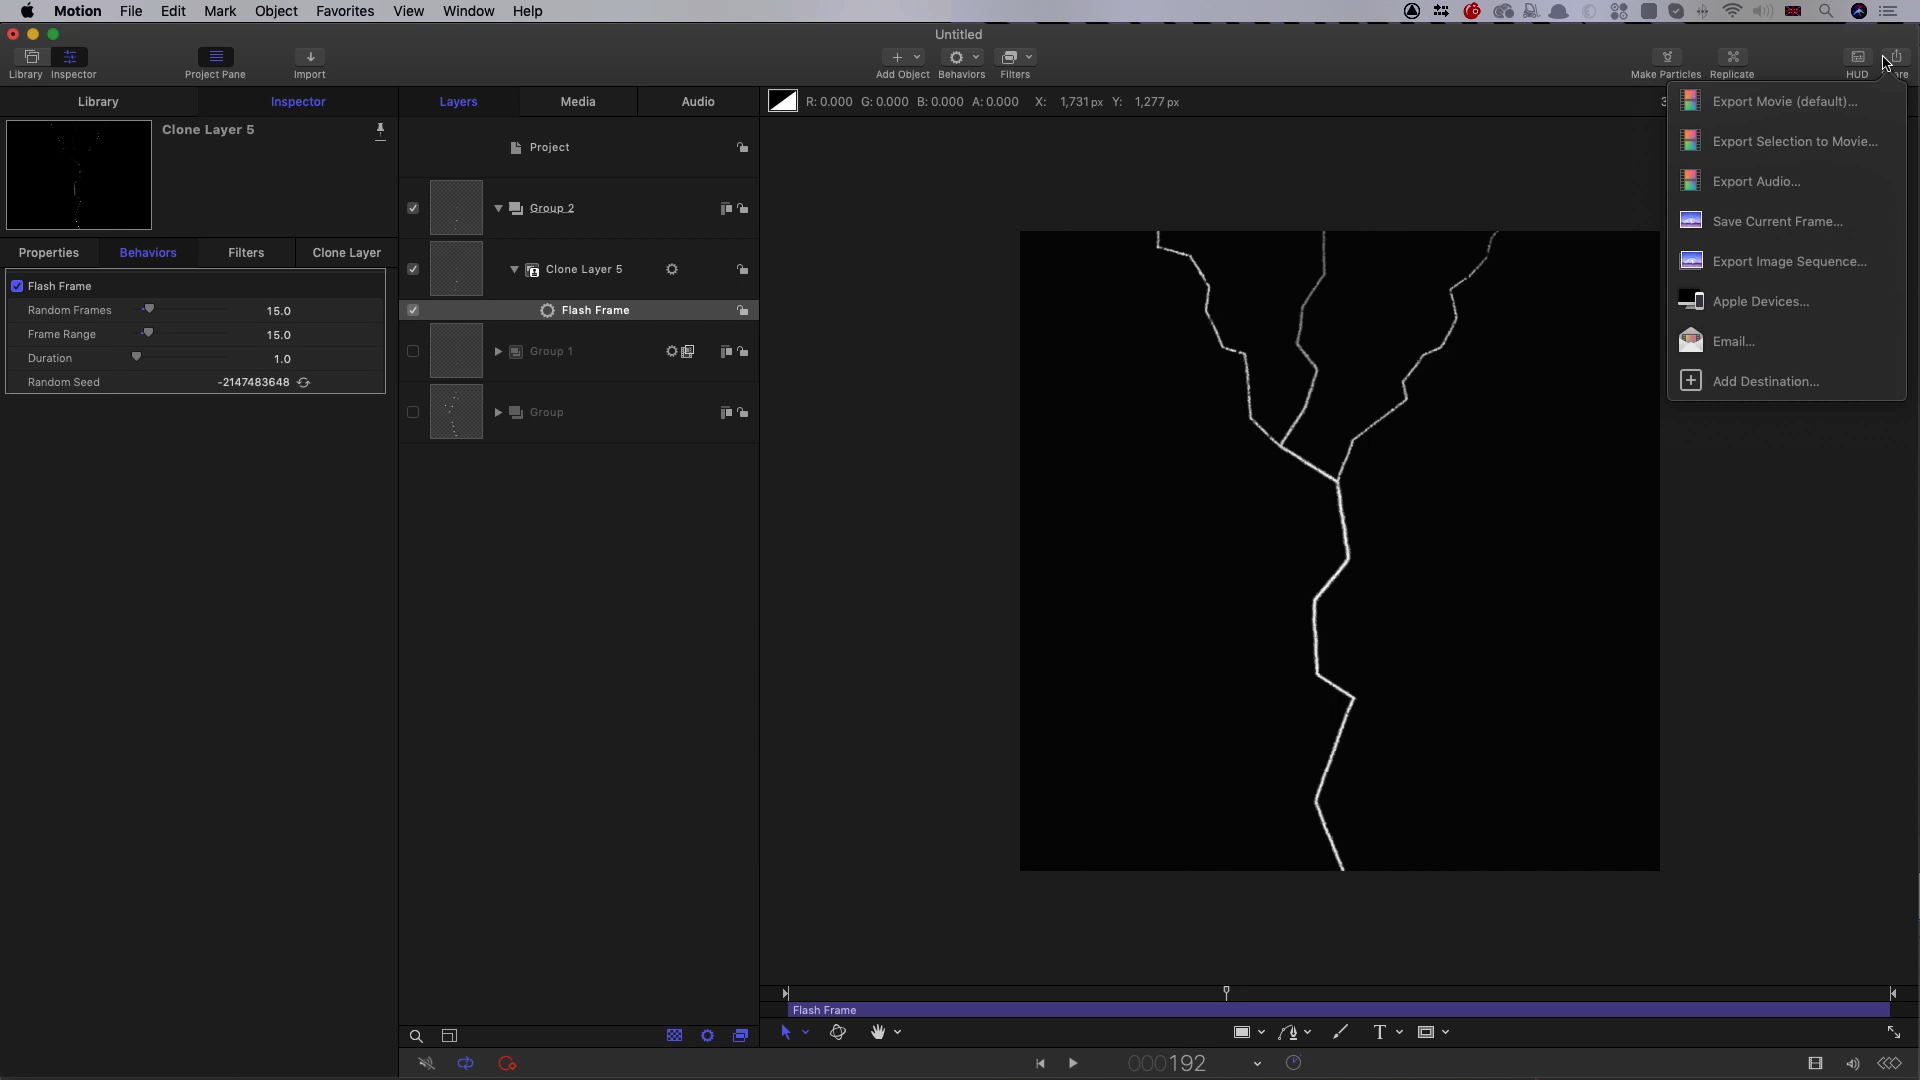 Motion File Edit Mark Object Favorites View Window Help
Untitled
Library Inspector Project Pane Import Add Object Behaviors Filters Make Particles Replicate HUD
Library Inspector Layers Media Audio R: 0.000 G: 0.000 B: 0.000 A: 0.000 X: 1,731 px Y: 1,277 px
Clone Layer 5
Properties Behaviors Filters Clone Layer
Flash Frame
Random Frames 15.0
Frame Range 15.0
Duration 1.0
Random Seed -2147483648
Project
Group 2
Clone Layer 5
Flash Frame
Group 1
Group
Export Movie (default)...
Export Selection to Movie...
Export Audio...
Save Current Frame...
Export Image Sequence...
Apple Devices...
Email...
Add Destination...
Flash Frame
T
000192